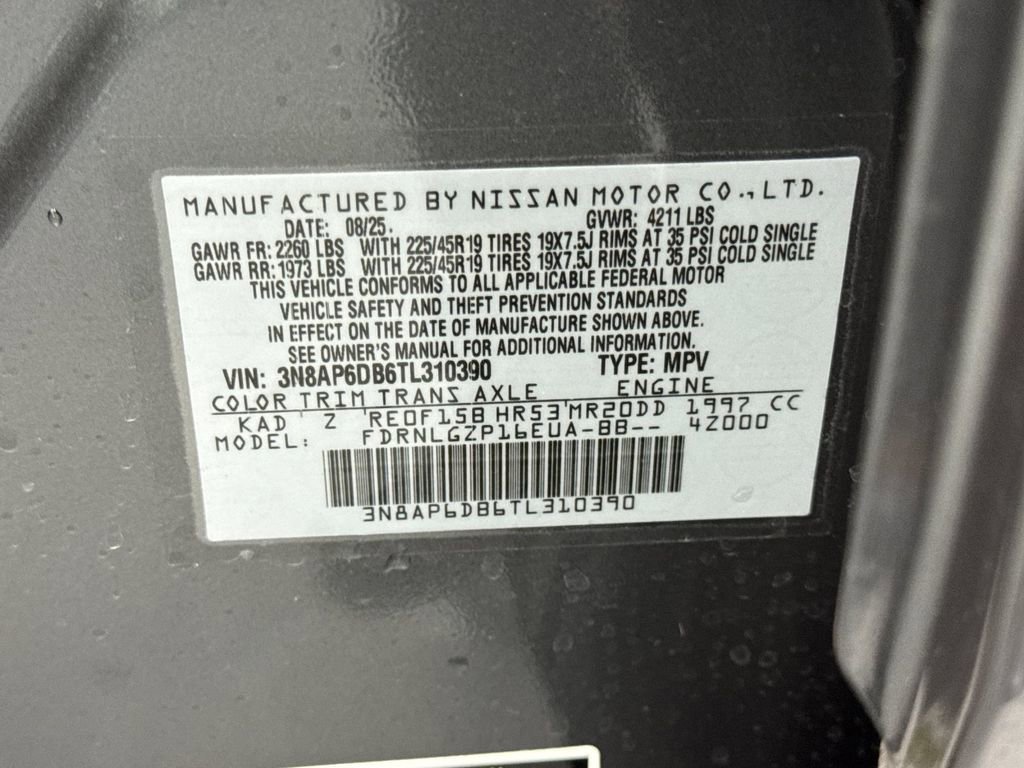 MANUFACTURED BY NISSAN MOTOR CO.,LTD.
DATE: 08/25. GVWR: 4211 LBS
GAWR FR: 2260 LBS WITH 225/45R19 TIRES 19X7.5J RIMS AT 35 PSI COLD SINGLE
GAWR RR: 1973 LBS WITH 225/45R19 TIRES 19X7.5J RIMS AT 35 PSI COLD SINGLE
THIS VEHICLE CONFORMS TO ALL APPLICABLE FEDERAL MOTOR
VEHICLE SAFETY AND THEFT PREVENTION STANDARDS
IN EFFECT ON THE DATE OF MANUFACTURE SHOWN ABOVE.
SEE OWNER'S MANUAL FOR ADDITIONAL INFORMATION.
VIN: 3N8AP6DB6TL310390 TYPE: MPV
COLOR TRIM TRANS AXLE ENGINE
KAD Z RE0F15B HR53 MR20DD 1997 CC
MODEL: FDRNLGZP16EUA-BB-- 4Z000
3N8AP6DB6TL310390